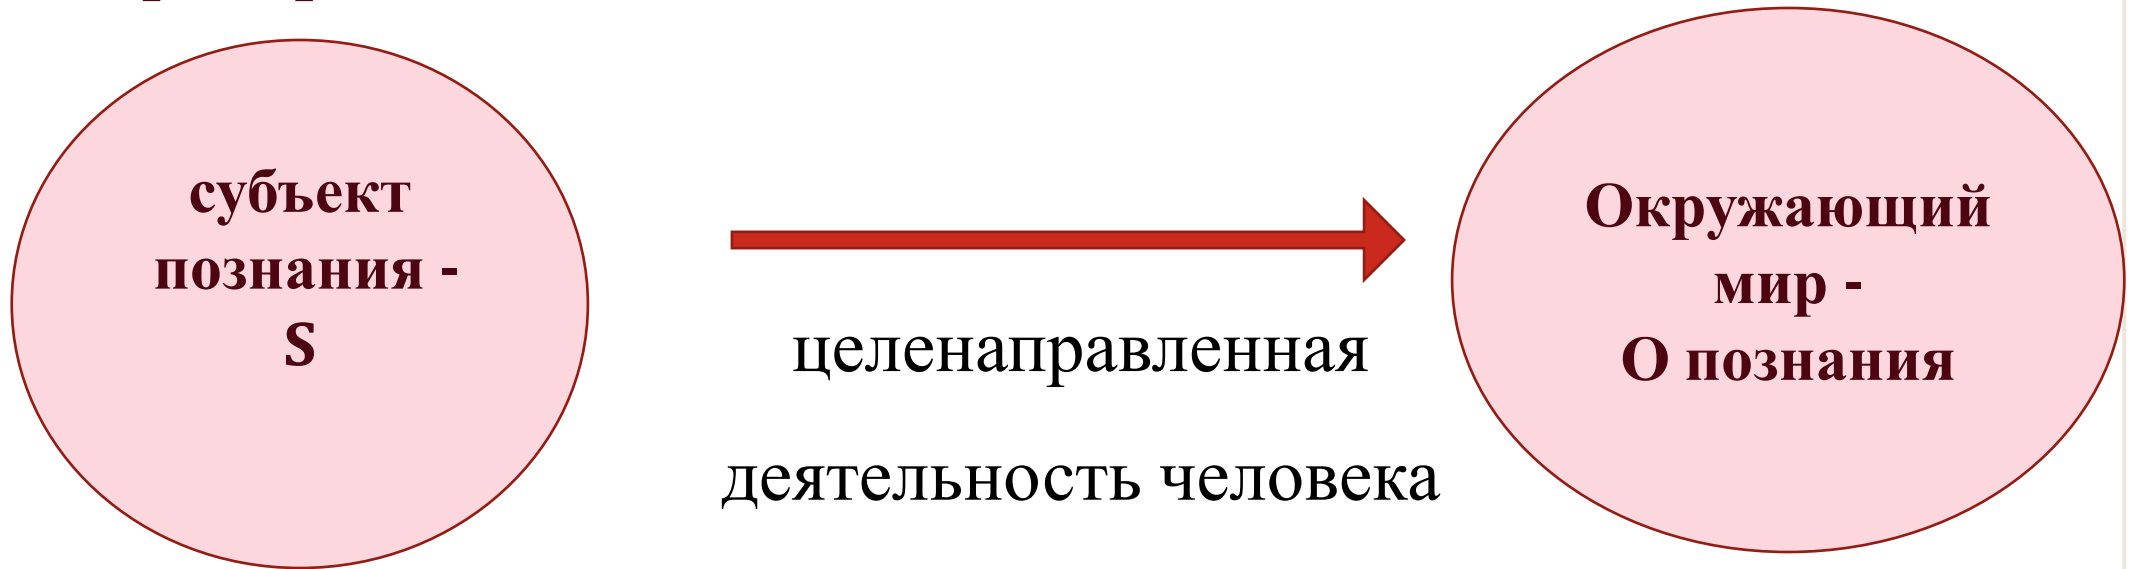 субъект
познания -
S
целенаправленная
деятельность человека
Окружающий
мир -
О познания